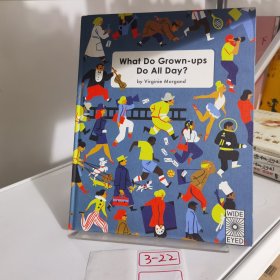 What Do Grown-ups
Do All Day?
by Virginie Morgand
WIDE
EYED
3-22